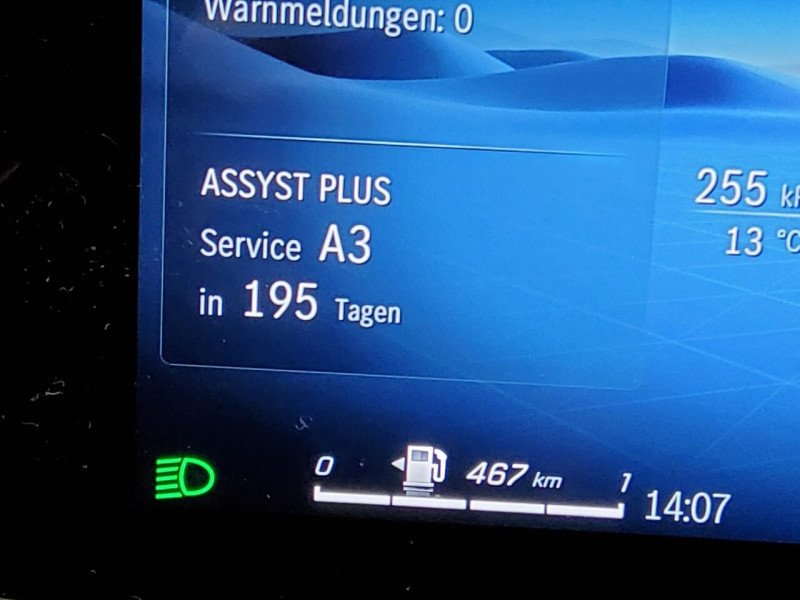 Warnmeldungen: 0
ASSYST PLUS
Service A3
in 195 Tagen
255
13 °C
0 467 km 1 14:07